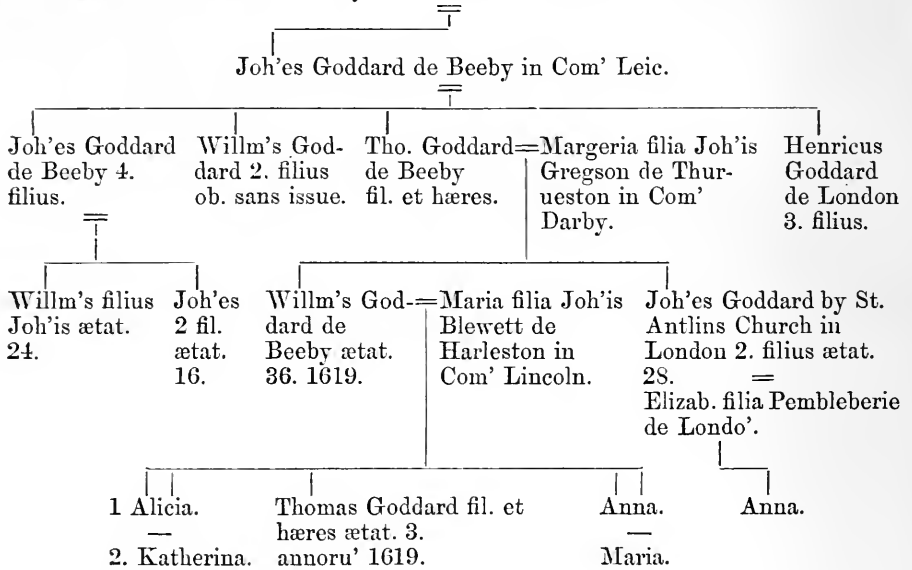 Joh'es Goddard de Beeby in Com' Leic.
Joh'es Goddard
de Beeby 4.
filius.
Willm's God-
dard 2. filius
ob. sans issue.
Tho. Goddard=
de Beeby
fil. et hæres.
Margeria filia Joh'is
Gregson de Thur-
ueston in Com'
Darby.
Henricus
Goddard
de London
3. filius.
Willm's filius
Joh'is ætat.
24.
Joh'es
2 fil.
ætat.
16.
Willm's God-=
dard de
Beeby ætat.
36. 1619.
Maria filia Joh'is
Blewett de
Harleston in
Com' Lincoln.
Joh'es Goddard by St.
Antlins Church in
London 2. filius ætat.
28. =
Elizab. filia Pembleberie
de Londo'.
1 Alicia.
—
2. Katherina.
Thomas Goddard fil. et
hæres ætat. 3.
annoru' 1619.
Anna.
—
Maria.
Anna.